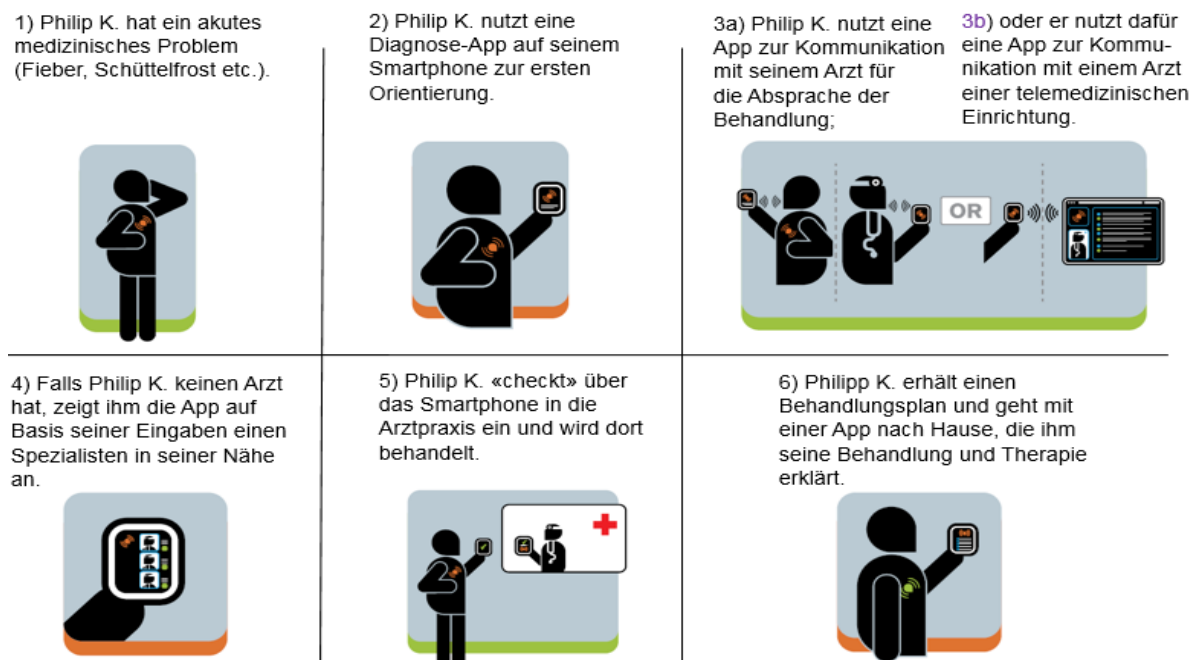 1) Philip K. hat ein akutes
medizinisches Problem
(Fieber, Schüttelfrost etc.).
2) Philip K. nutzt eine
Diagnose-App auf seinem
Smartphone zur ersten
Orientierung.
3a) Philip K. nutzt eine
App zur Kommunikation
mit seinem Arzt für
die Absprache der
Behandlung;
3b) oder er nutzt dafür
eine App zur Kommu-
nikation mit einem Arzt
einer telemedizinischen
Einrichtung.
OR
4) Falls Philip K. keinen Arzt
hat, zeigt ihm die App auf
Basis seiner Eingaben einen
Spezialisten in seiner Nähe
an.
5) Philip K. «checkt» über
das Smartphone in die
Arztpraxis ein und wird dort
behandelt.
6) Philipp K. erhält einen
Behandlungsplan und geht mit
einer App nach Hause, die ihm
seine Behandlung und Therapie
erklärt.